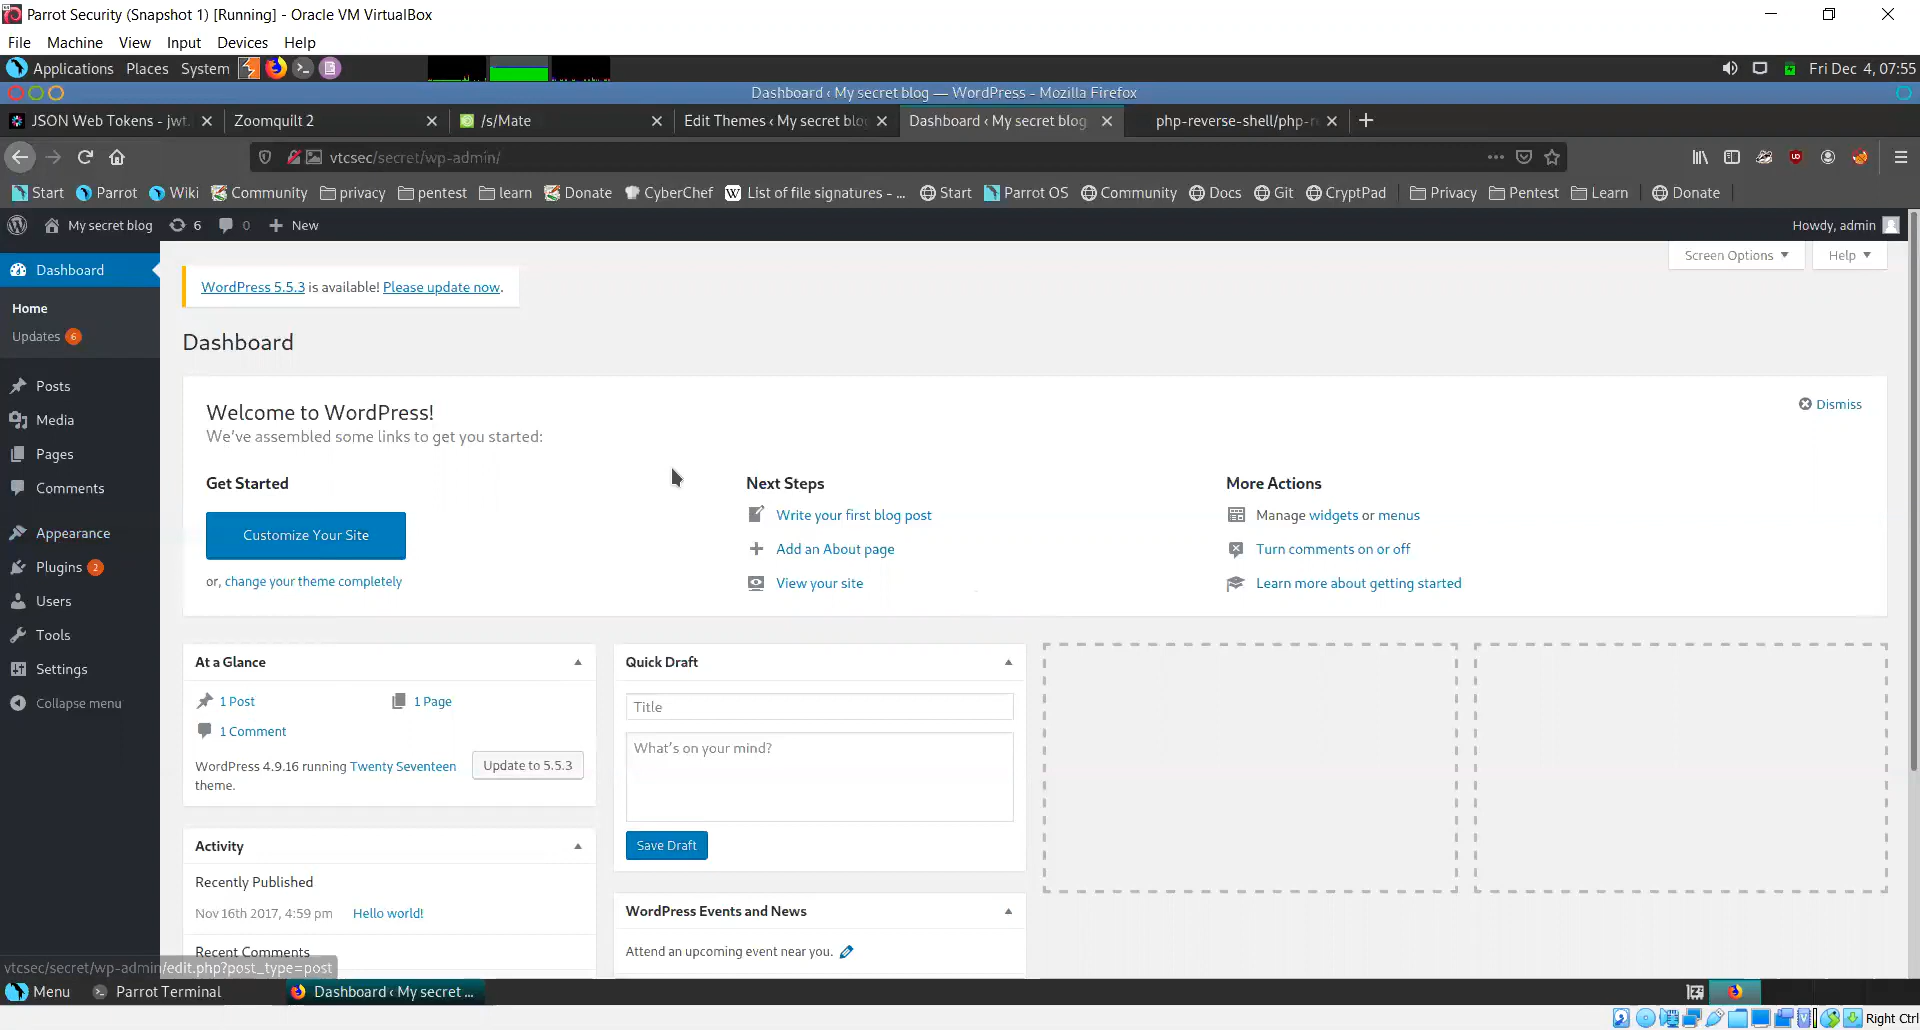 Parrot Security (Snapshot 1) [Running] - Oracle VM VirtualBox
File Machine View Input Devices Help
Applications Places System Fri Dec 4, 07:55
Dashboard ‹ My secret blog — WordPress - Mozilla Firefox
JSON Web Tokens - jwt. Zoomquilt 2 /s/Mate Edit Themes ‹ My secret blo Dashboard ‹ My secret blog php-reverse-shell/php-r
vtcsec/secret/wp-admin/
Start Parrot Wiki Community privacy pentest learn Donate CyberChef List of file signatures - ... Start Parrot OS Community Docs Git CryptPad Privacy Pentest Learn Donate
My secret blog 6 0 New Howdy, admin
Screen Options Help
Dashboard
Home
Updates 6
Posts
Media
Pages
Comments
Appearance
Plugins 2
Users
Tools
Settings
Collapse menu
WordPress 5.5.3 is available! Please update now.
Dashboard
Welcome to WordPress!
We've assembled some links to get you started:
Dismiss
Get Started
Customize Your Site
or, change your theme completely
Next Steps
Write your first blog post
Add an About page
View your site
More Actions
Manage widgets or menus
Turn comments on or off
Learn more about getting started
At a Glance
1 Post 1 Page
1 Comment
WordPress 4.9.16 running Twenty Seventeen
theme.
Update to 5.5.3
Activity
Recently Published
Nov 16th 2017, 4:59 pm Hello world!
Recent Comments
Quick Draft
Title
What's on your mind?
Save Draft
WordPress Events and News
Attend an upcoming event near you.
vtcsec/secret/wp-admin/edit.php?post_type=post
Menu Parrot Terminal Dashboard ‹ My secret ...
Right Ctrl